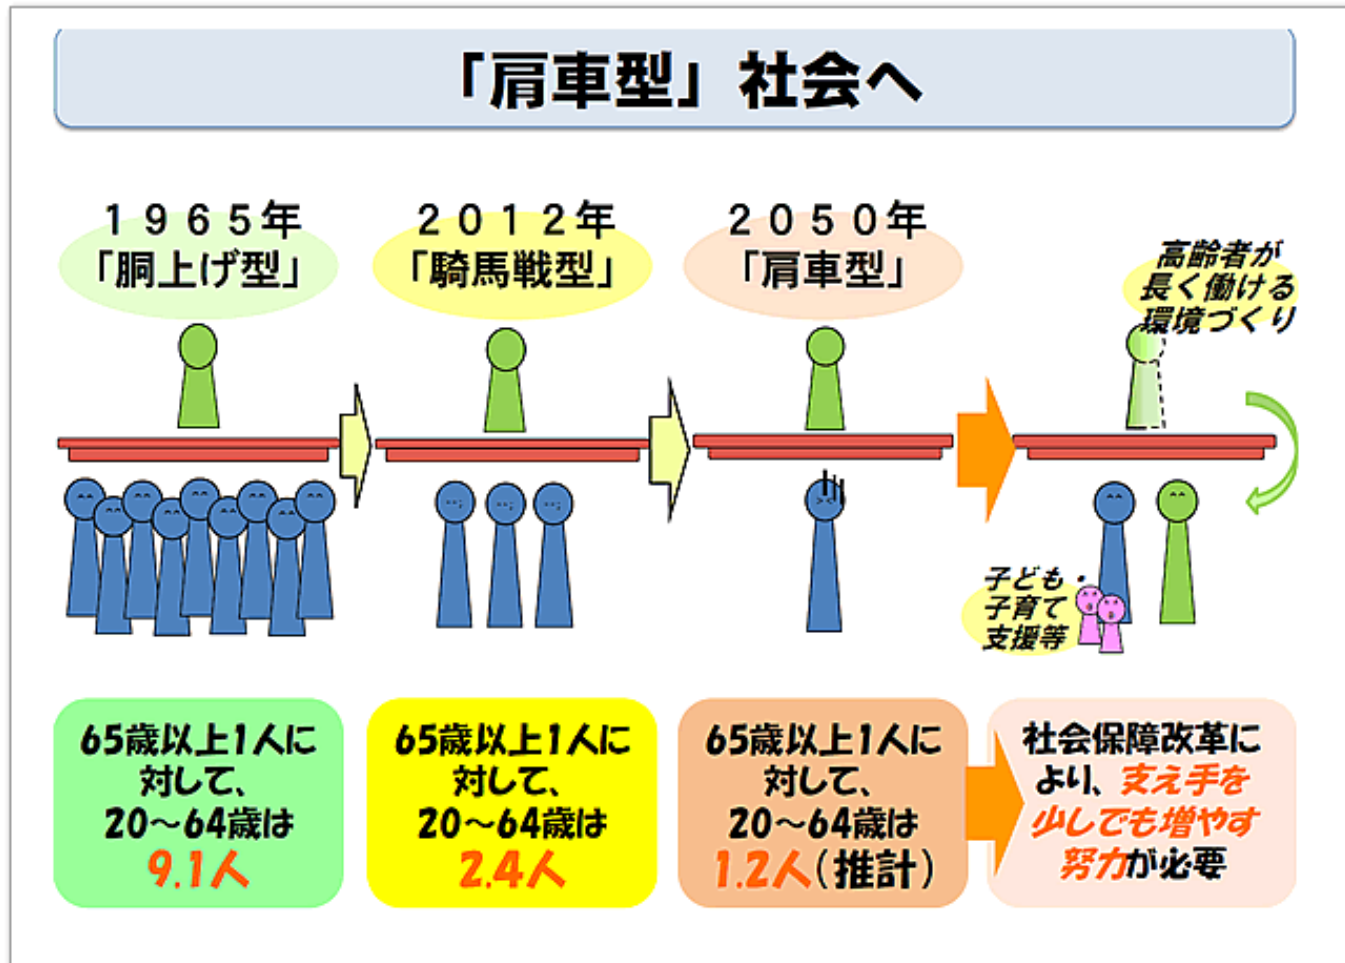 「肩車型」社会へ
１９６５年
「胴上げ型」
２０１２年
「騎馬戦型」
２０５０年
「肩車型」
高齢者が
長く働ける
環境づくり
子ども・
子育て
支援等
65歳以上1人に
対して、
20～64歳は
9.1人
65歳以上1人に
対して、
20～64歳は
2.4人
65歳以上1人に
対して、
20～64歳は
1.2人(推計)
社会保障改革に
より、支え手を
少しでも増やす
努力が必要